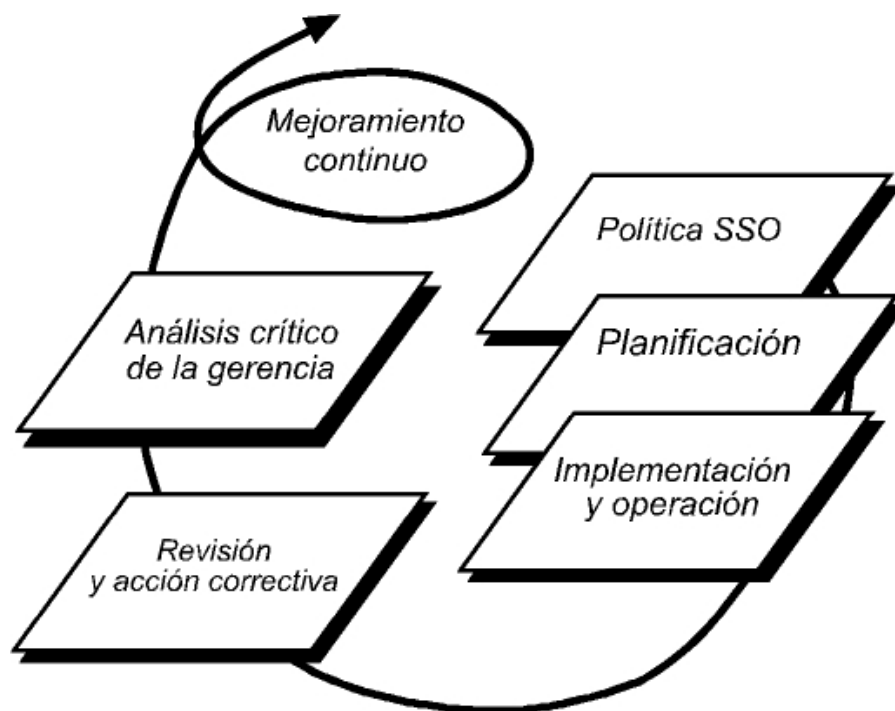 Mejoramiento
continuo
Política SSO
Planificación
Implementación
y operación
Análisis crítico
de la gerencia
Revisión
y acción correctiva